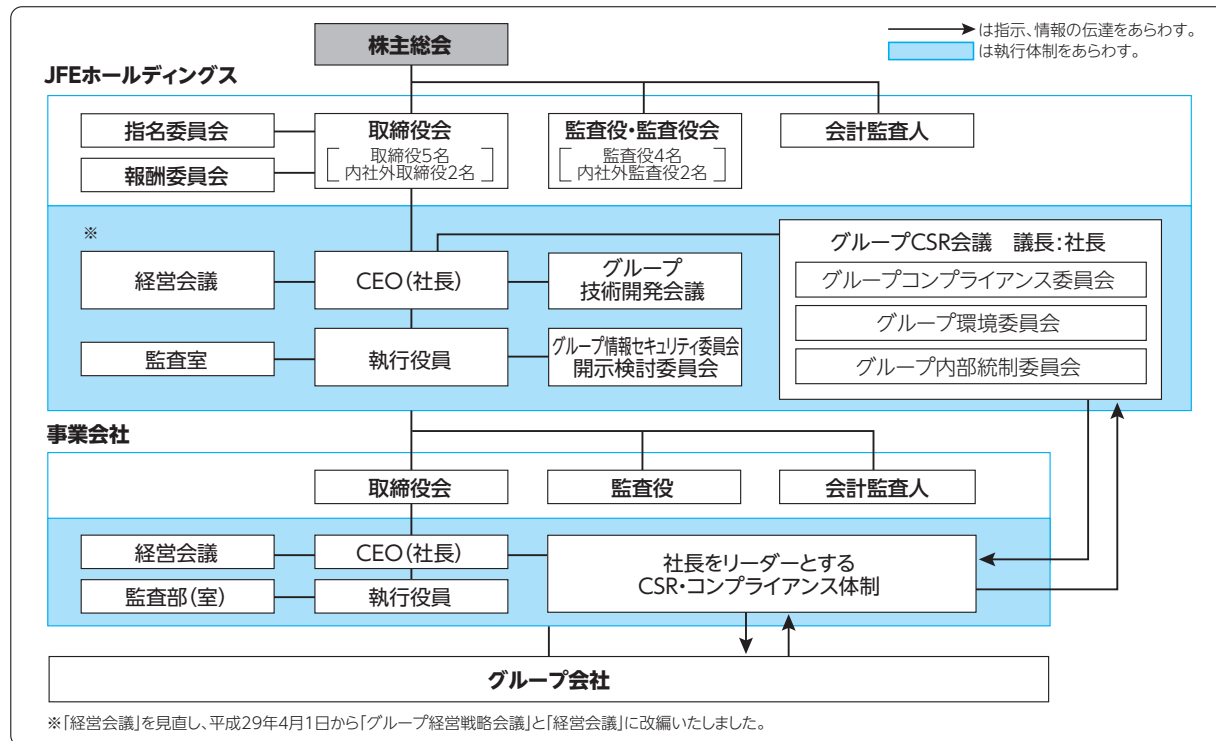 株主総会
は指示、情報の伝達をあらわす。
は執行体制をあらわす。
JFEホールディングス
指名委員会
報酬委員会
取締役会
取締役5名
内社外取締役2名
監査役・監査役会
監査役4名
内社外監査役2名
会計監査人
※
経営会議
CEO(社長)
グループ
技術開発会議
監査室
執行役員
グループ情報セキュリティ委員会
開示検討委員会
グループCSR会議 議長:社長
グループコンプライアンス委員会
グループ環境委員会
グループ内部統制委員会
事業会社
取締役会
監査役
会計監査人
経営会議
CEO(社長)
監査部(室)
執行役員
社長をリーダーとする
CSR・コンプライアンス体制
グループ会社
※「経営会議」を見直し、平成29年4月1日から「グループ経営戦略会議」と「経営会議」に改編いたしました。